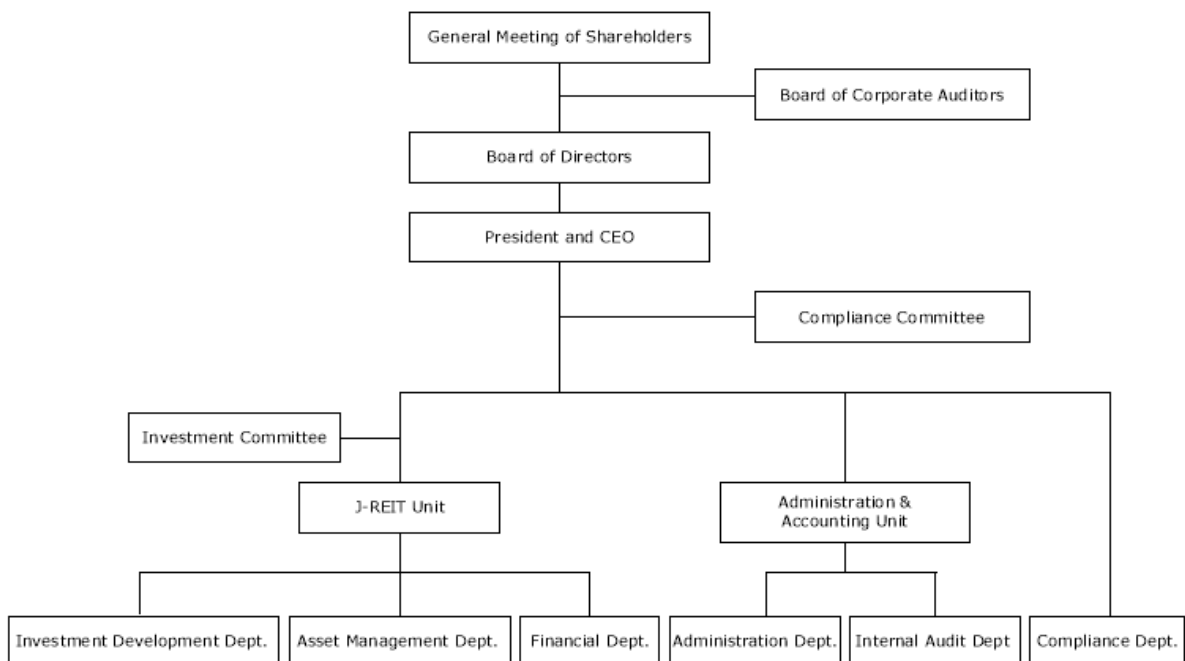 General Meeting of Shareholders
Board of Corporate Auditors
Board of Directors
President and CEO
Compliance Committee
Investment Committee
J-REIT Unit
Administration &
Accounting Unit
Investment Development Dept.
Asset Management Dept.
Financial Dept.
Administration Dept.
Internal Audit Dept
Compliance Dept.